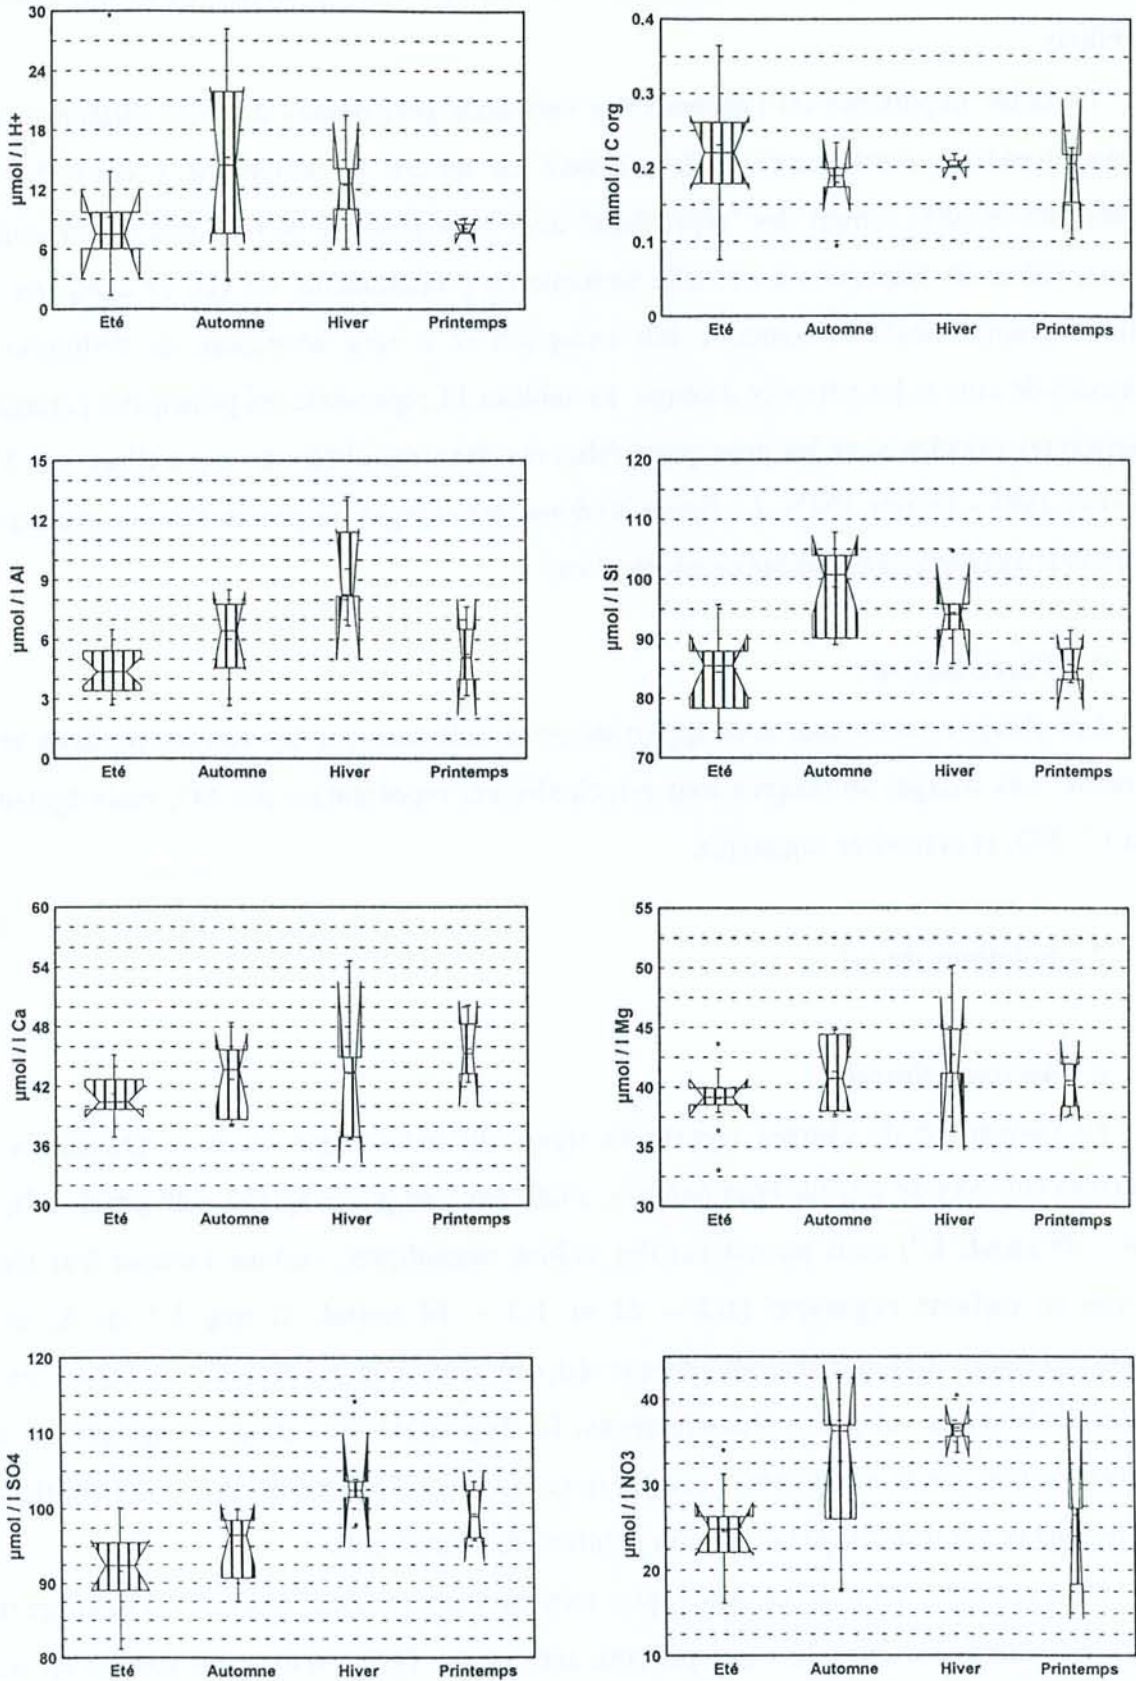 µmol / l H+
30
24
18
12
6
0
Eté Automne Hiver Printemps
mmol / l C org
0.4
0.3
0.2
0.1
0
Eté Automne Hiver Printemps
µmol / l Al
15
12
9
6
3
0
Eté Automne Hiver Printemps
µmol / l Si
120
110
100
90
80
70
Eté Automne Hiver Printemps
µmol / l Ca
60
54
48
42
36
30
Eté Automne Hiver Printemps
µmol / l Mg
55
50
45
40
35
30
Eté Automne Hiver Printemps
µmol / l SO4
120
110
100
90
80
Eté Automne Hiver Printemps
µmol / l NO3
40
30
20
10
Eté Automne Hiver Printemps